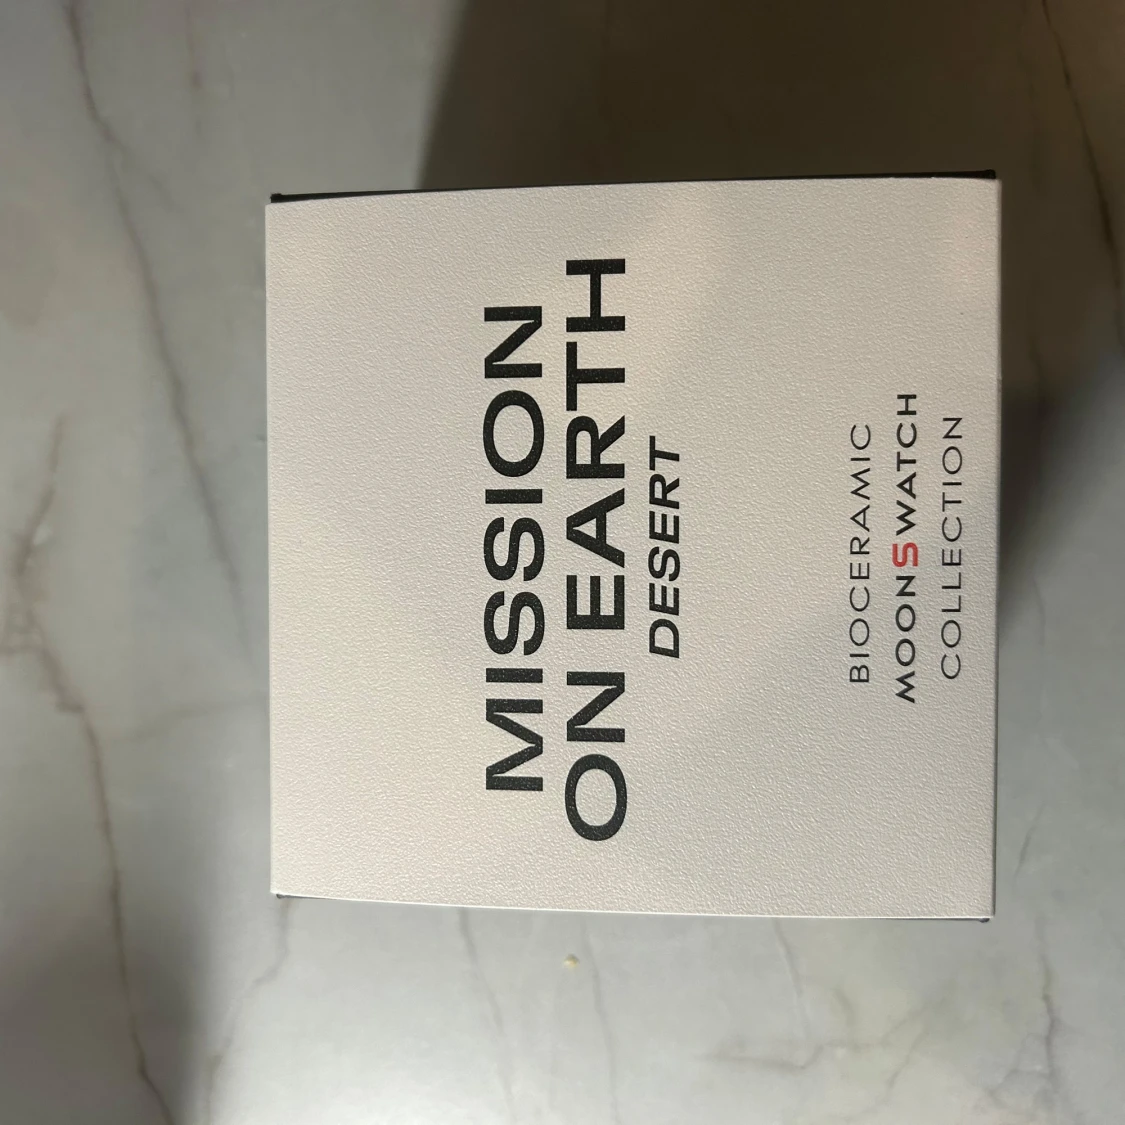 MISSION
ON EARTH
DESERT
BIOCERAMIC
MOONSWATCH
COLLECTION